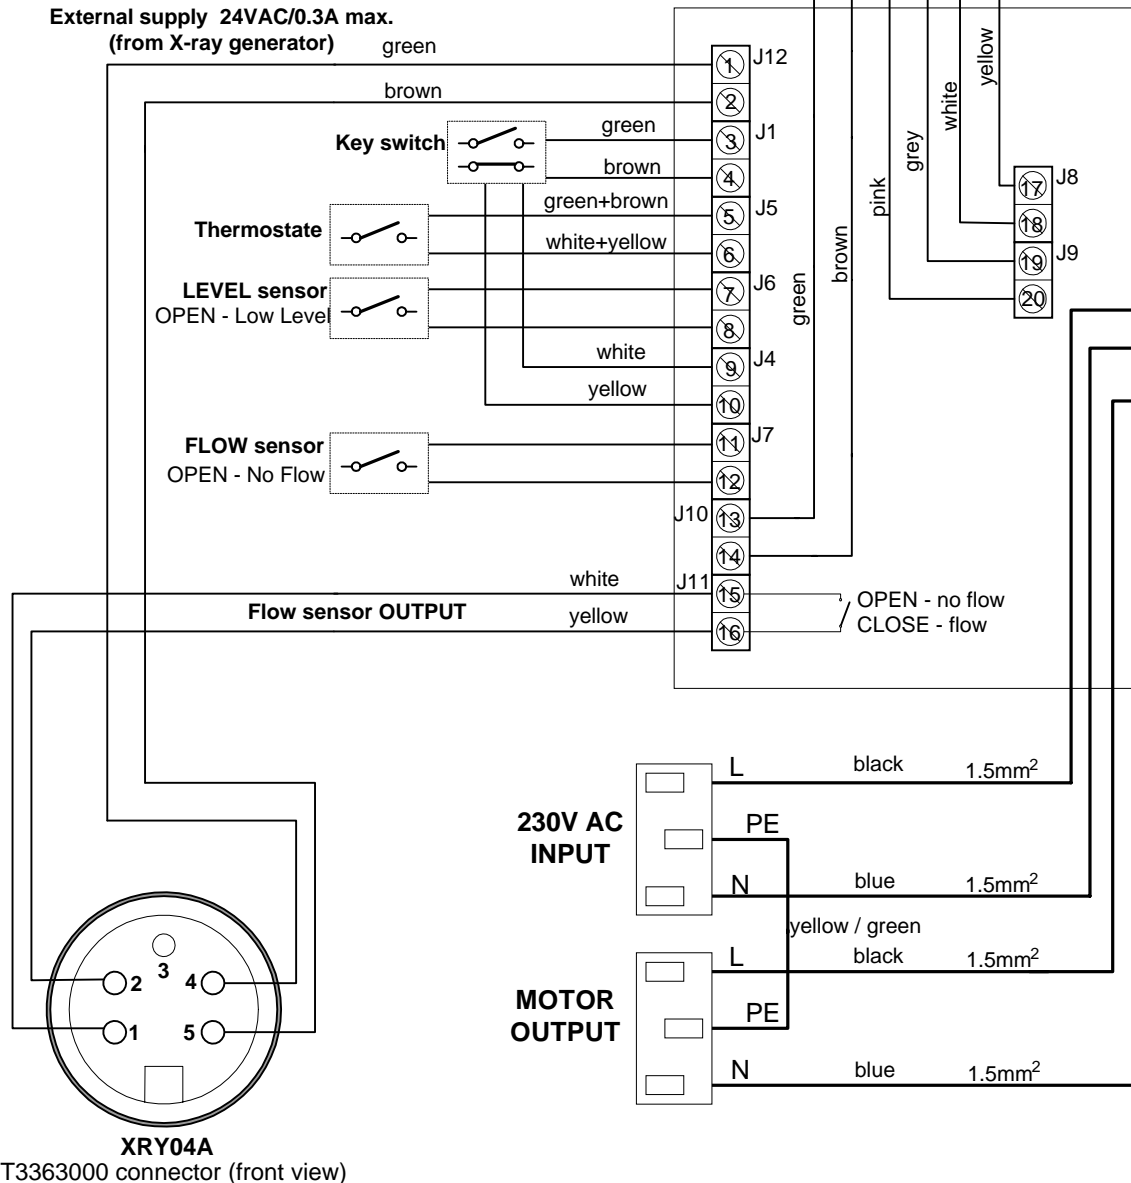 External supply 24VAC/0.3A max.
(from X-ray generator)
green
brown
Key switch
green
brown
Thermostate
green+brown
white+yellow
LEVEL sensor
OPEN - Low Level
white
yellow
FLOW sensor
OPEN - No Flow
white
Flow sensor OUTPUT
yellow
1 J12
2
3 J1
4
5 J5
6
7 J6
8
9 J4
10
11 J7
12
J10 13
14
J11 15
16
OPEN - no flow
CLOSE - flow
green
brown
pink
grey
white
yellow
17 J8
18
19 J9
20
230V AC
INPUT
L black 1.5mm²
PE
N blue 1.5mm²
yellow / green
MOTOR
OUTPUT
L black 1.5mm²
PE
N blue 1.5mm²
3
2 4
1 5
XRY04A
T3363000 connector (front view)